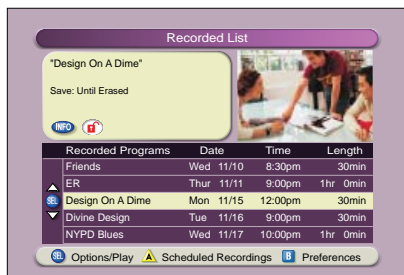 Recorded List
"Design On A Dime"
Save: Until Erased
INFO
Recorded Programs Date Time Length
Friends Wed 11/10 8:30pm 30min
ER Thur 11/11 9:00pm 1hr 0min
SEL Design On A Dime Mon 11/15 12:00pm 30min
Divine Design Tue 11/16 9:00pm 30min
NYPD Blues Wed 11/17 10:00pm 1hr 0min
SEL Options/Play A Scheduled Recordings B Preferences